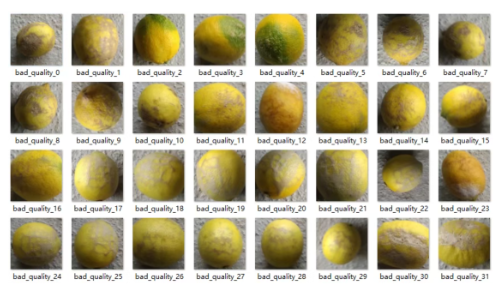 bad_quality_0 bad_quality_1 bad_quality_2 bad_quality_3 bad_quality_4 bad_quality_5 bad_quality_6 bad_quality_7
bad_quality_8 bad_quality_9 bad_quality_10 bad_quality_11 bad_quality_12 bad_quality_13 bad_quality_14 bad_quality_15
bad_quality_16 bad_quality_17 bad_quality_18 bad_quality_19 bad_quality_20 bad_quality_21 bad_quality_22 bad_quality_23
bad_quality_24 bad_quality_25 bad_quality_26 bad_quality_27 bad_quality_28 bad_quality_29 bad_quality_30 bad_quality_31